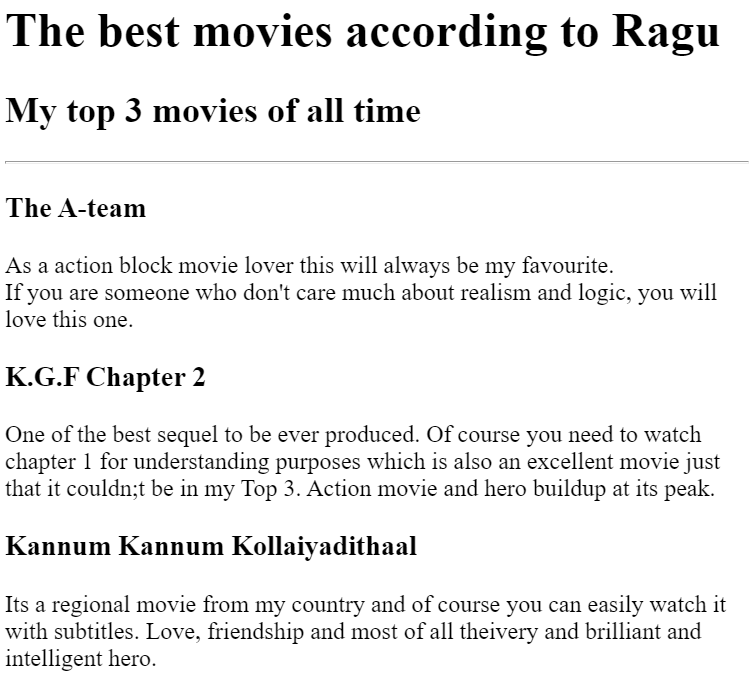 The best movies according to Ragu
My top 3 movies of all time
The A-team
As a action block movie lover this will always be my favourite.
If you are someone who don't care much about realism and logic, you will
love this one.
K.G.F Chapter 2
One of the best sequel to be ever produced. Of course you need to watch
chapter 1 for understanding purposes which is also an excellent movie just
that it couldn;t be in my Top 3. Action movie and hero buildup at its peak.
Kannum Kannum Kollaiyadithaal
Its a regional movie from my country and of course you can easily watch it
with subtitles. Love, friendship and most of all theivery and brilliant and
intelligent hero.